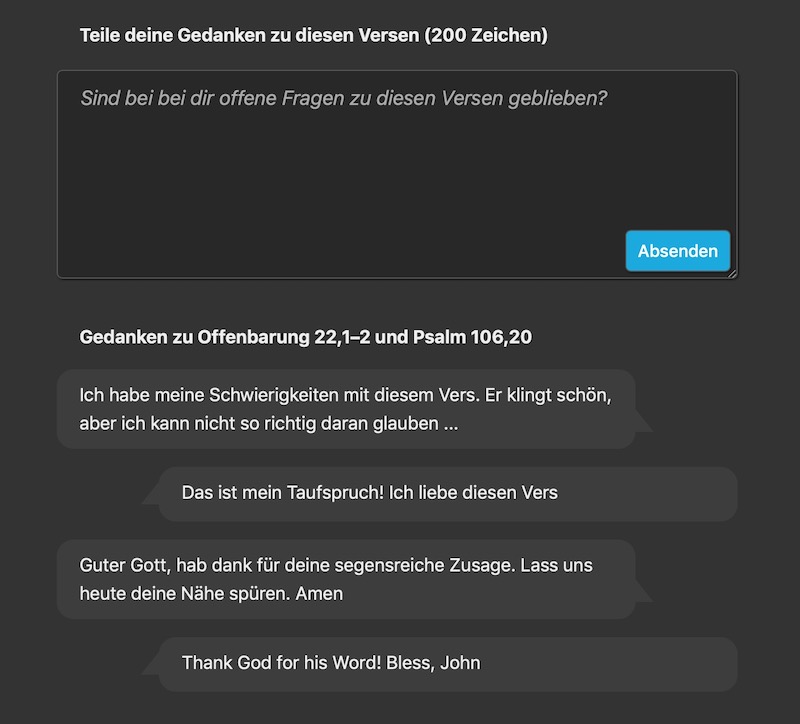 Teile deine Gedanken zu diesen Versen (200 Zeichen)
Sind bei bei dir offene Fragen zu diesen Versen geblieben?
Absenden
Gedanken zu Offenbarung 22,1–2 und Psalm 106,20
Ich habe meine Schwierigkeiten mit diesem Vers. Er klingt schön,
aber ich kann nicht so richtig daran glauben ...
Das ist mein Taufspruch! Ich liebe diesen Vers
Guter Gott, hab dank für deine segensreiche Zusage. Lass uns
heute deine Nähe spüren. Amen
Thank God for his Word! Bless, John